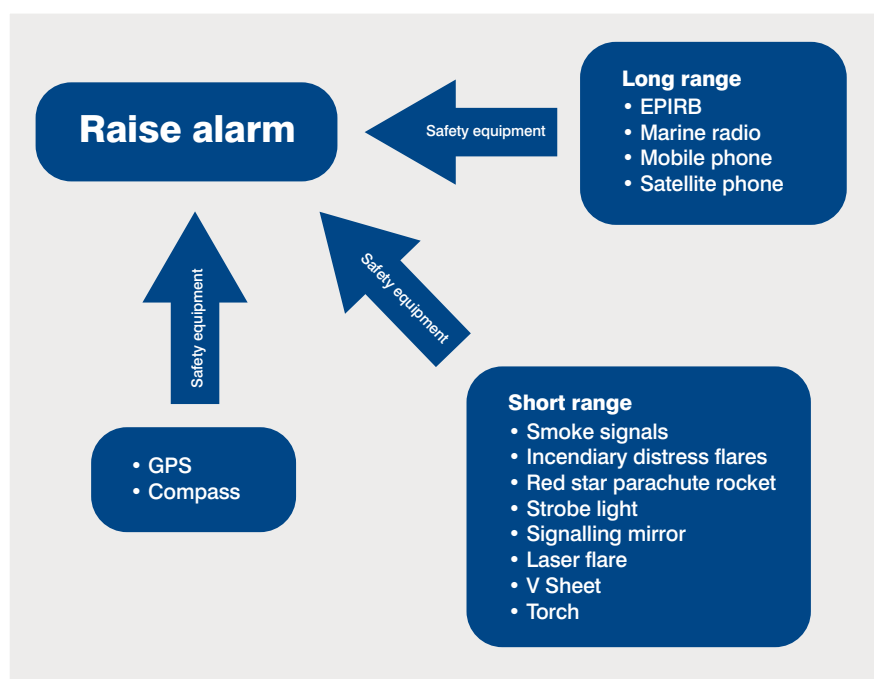 Raise alarm
Safety equipment
Long range
• EPIRB
• Marine radio
• Mobile phone
• Satellite phone
Safety equipment
Safety equipment
• GPS
• Compass
Short range
• Smoke signals
• Incendiary distress flares
• Red star parachute rocket
• Strobe light
• Signalling mirror
• Laser flare
• V Sheet
• Torch